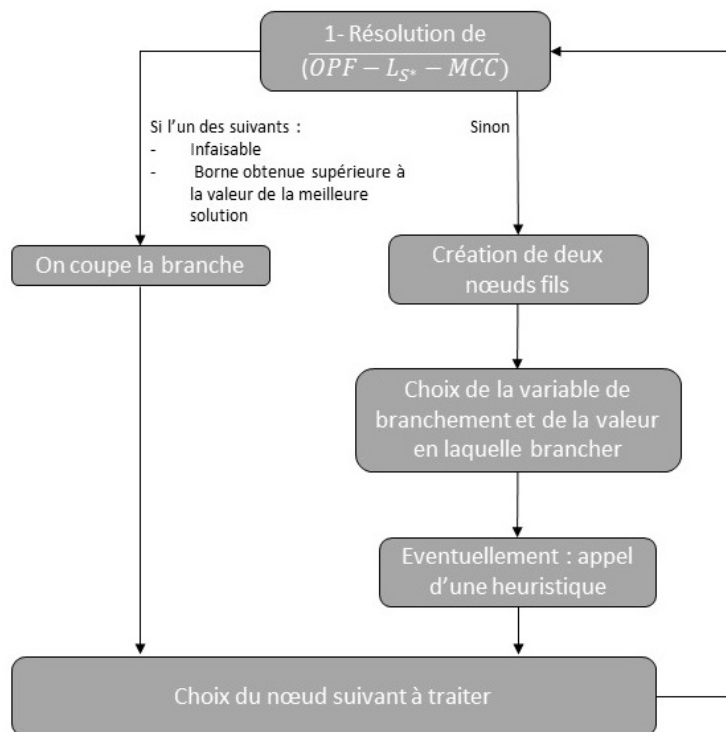 1- Résolution de
(OPF − L_{S*} − MCC)
Si l'un des suivants :
- Infaisable
- Borne obtenue supérieure à
la valeur de la meilleure
solution
Sinon
On coupe la branche
Création de deux
nœuds fils
Choix de la variable de
branchement et de la valeur
en laquelle brancher
Eventuellement : appel
d'une heuristique
Choix du nœud suivant à traiter